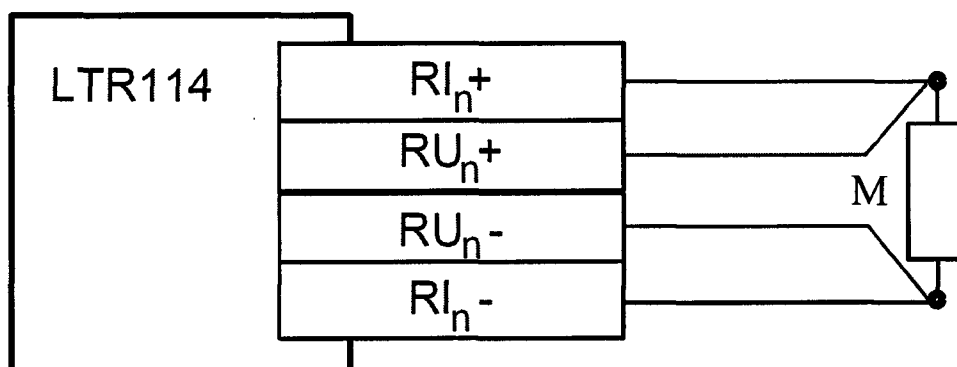 LTR114
RIn+
RUn+
RUn-
RIn-
M